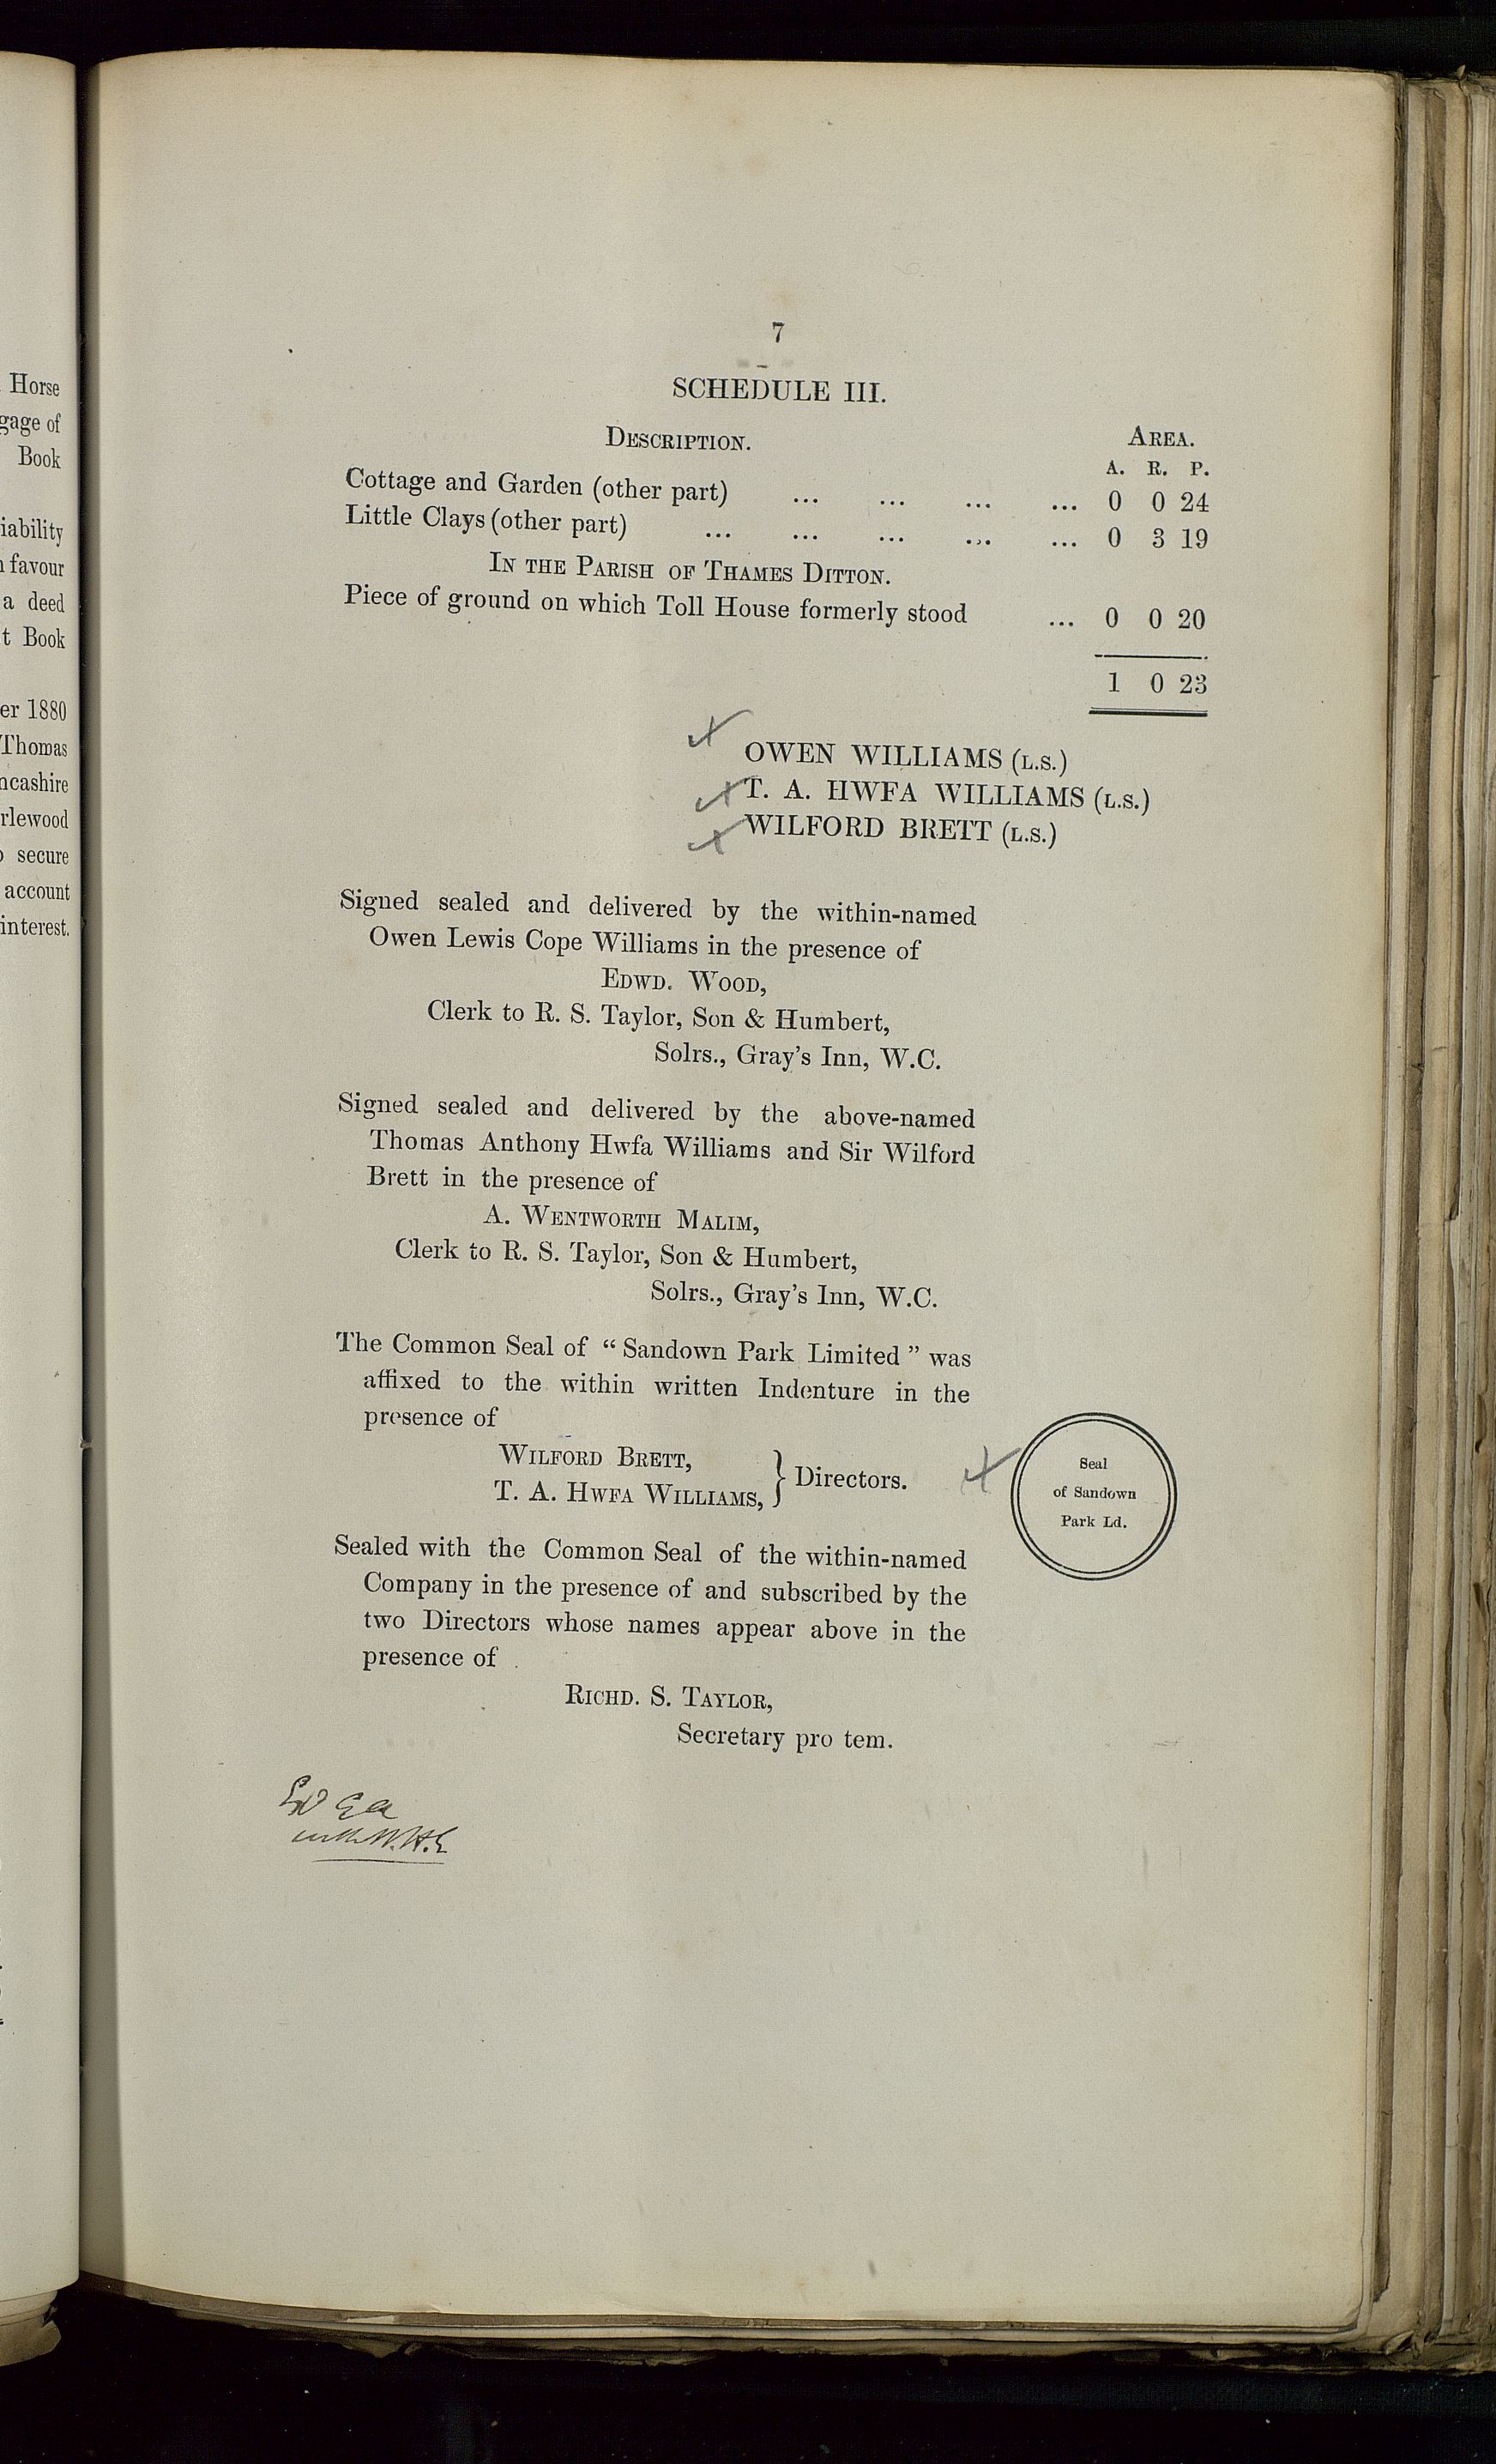 Horse
gage of
Book
iability
favour
a deed
t Book
er 1880
Thomas
ncashire
rlewood
secure
account
interest.
7
SCHEDULE III.
DESCRIPTION. AREA.
A. R. P.
Cottage and Garden (other part) ... ... ... ... 0 0 24
Little Clays (other part) ... ... ... ... ... 0 3 19
IN THE PARISH OF THAMES DITTON.
Piece of ground on which Toll House formerly stood ... 0 0 20
1 0 23
OWEN WILLIAMS (L.S.)
T. A. HWFA WILLIAMS (L.S.)
WILFORD BRETT (L.S.)
Signed sealed and delivered by the within-named
Owen Lewis Cope Williams in the presence of
EDWD. WOOD,
Clerk to R. S. Taylor, Son & Humbert,
Solrs., Gray's Inn, W.C.
Signed sealed and delivered by the above-named
Thomas Anthony Hwfa Williams and Sir Wilford
Brett in the presence of
A. WENTWORTH MALIM,
Clerk to R. S. Taylor, Son & Humbert,
Solrs., Gray's Inn, W.C.
The Common Seal of “ Sandown Park Limited ” was
affixed to the within written Indenture in the
presence of
WILFORD BRETT,
T. A. HWFA WILLIAMS, } Directors.
Seal
of Sandown
Park Ld.
Sealed with the Common Seal of the within-named
Company in the presence of and subscribed by the
two Directors whose names appear above in the
presence of
RICHD. S. TAYLOR,
Secretary pro tem.